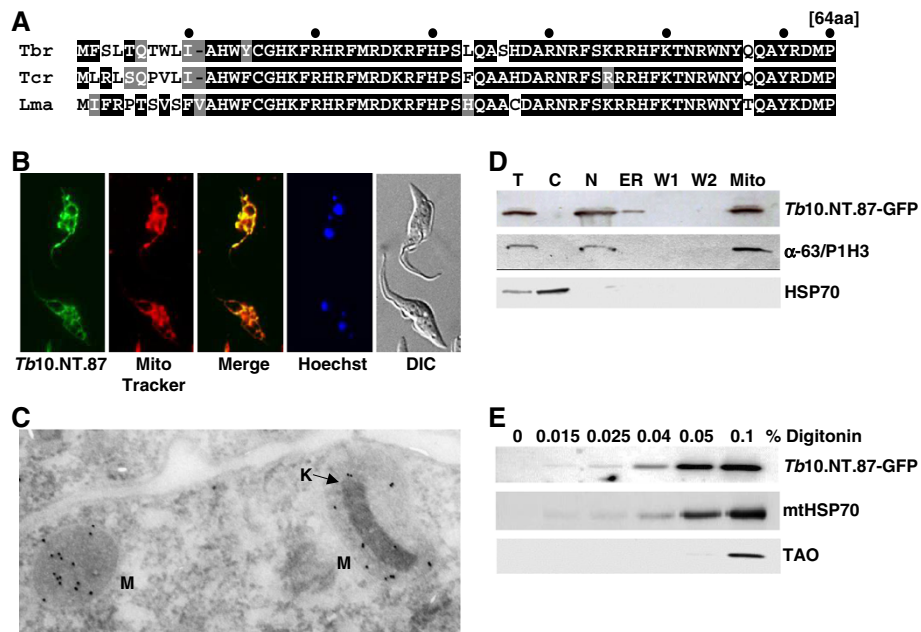 A
[64aa]
Tbr MFSLTQTWLI-AHWYCGHKFRHRFMRDKRFHPSLQASHDARNRFSKRRHFKTNRWNYQQAYRDMP
Tcr MLRLSQPVLI-AHWFCGHKFRHRFMRDKRFHPSFQAAHDARNRFSRRRHFKTNRWNYQQAYRDMP
Lma MIFRPTSVSFVAHWFCGHKFRHRFMRDKRFHPSHQAACDARNRFSKRRHFKTNRWNYTQAYKDMP
B
Tb10.NT.87 Mito Tracker Merge Hoechst DIC
C
K
M
M
D
T C N ER W1 W2 Mito
Tb10.NT.87-GFP
α-63/P1H3
HSP70
E
0 0.015 0.025 0.04 0.05 0.1 % Digitonin
Tb10.NT.87-GFP
mtHSP70
TAO